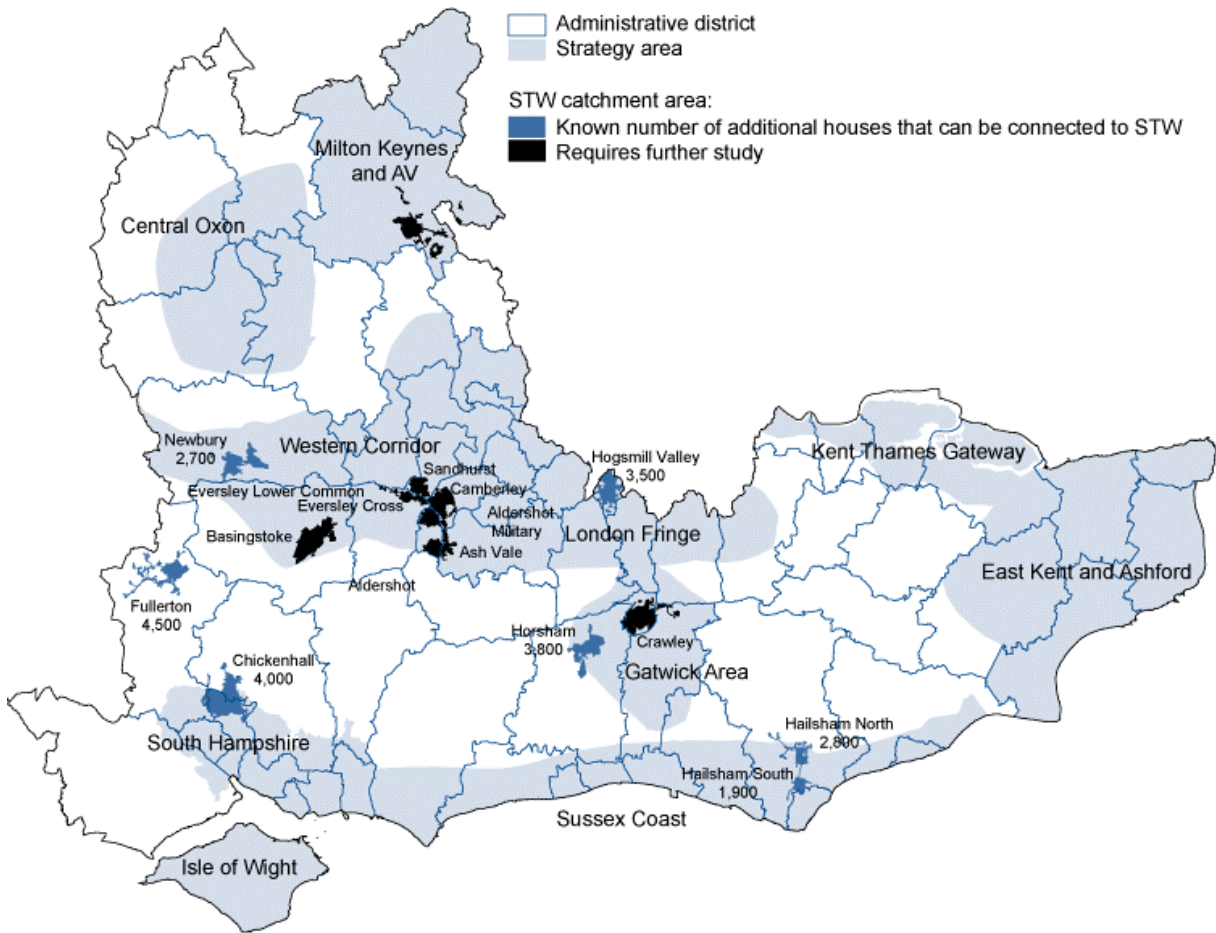 Administrative district
Strategy area
STW catchment area:
Known number of additional houses that can be connected to STW
Requires further study
Milton Keynes
and AV
Central Oxon
Newbury
2,700
Western Corridor
Kent Thames Gateway
Hogsmill Valley
3,500
Sandhurst
Eversley Lower Common
Camberley
Eversley Cross
Aldershot
Military
Basingstoke
London Fringe
Ash Vale
East Kent and Ashford
Aldershot
Fullerton
4,500
Horsham
3,800
Crawley
Chickenhall
4,000
Gatwick Area
Hailsham North
2,800
South Hampshire
Hailsham South
1,900
Sussex Coast
Isle of Wight